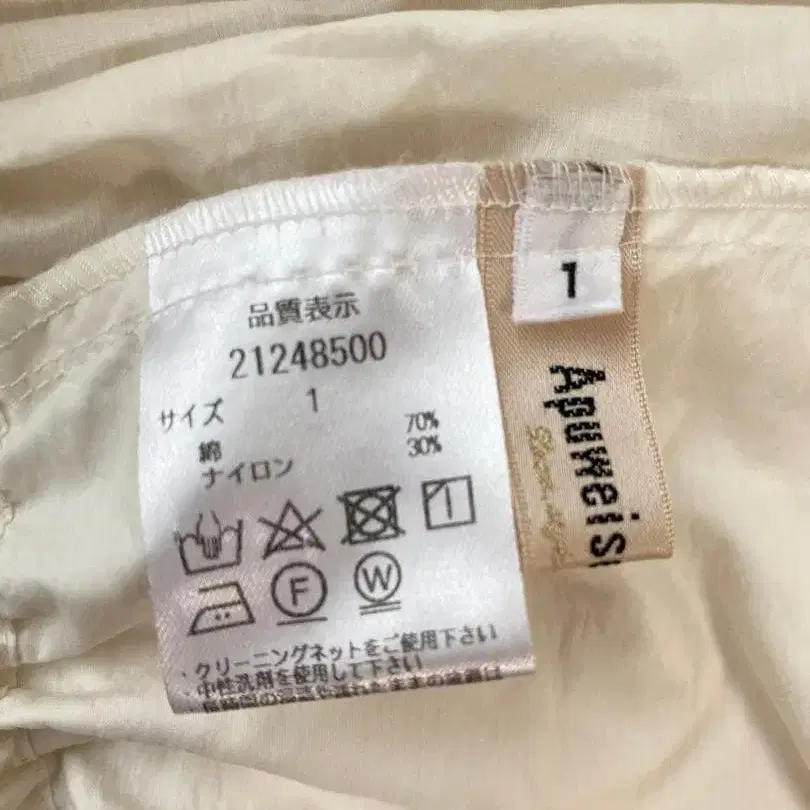 品質表示
21248500
サイズ 1
綿 70%
ナイロン 30%
F
W
・クリーニングネットをご使用下さい
・中性洗剤を使用して下さい
1
Apuweis